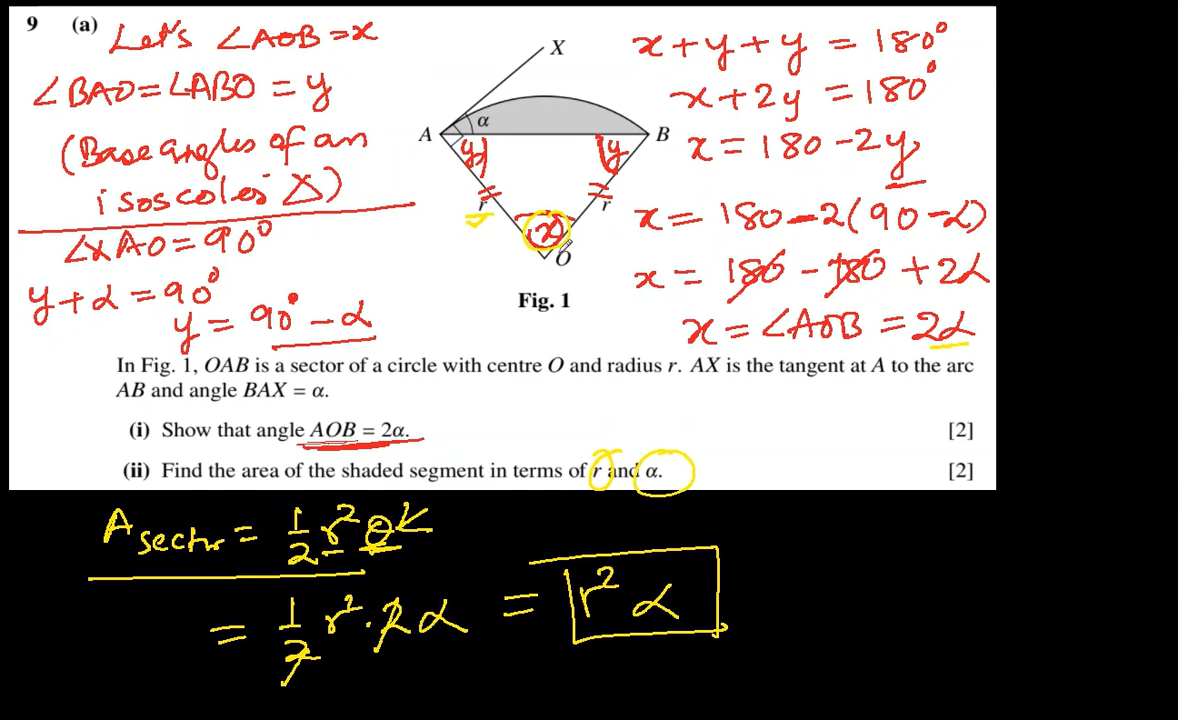 9 (a) Let's ∠AOB = x
∠BAO = ∠ABO = y
(Base angles of an
isoscoles Δ)
∠XAO = 90°
y + α = 90°
y = 90° - α
X
α
A
B
y
y
r
r
x
O
Fig. 1
x + y + y = 180°
x + 2y = 180°
x = 180 - 2y
x = 180 - 2(90 - α)
x = 180 - 180 + 2α
x = ∠AOB = 2α
In Fig. 1, OAB is a sector of a circle with centre O and radius r. AX is the tangent at A to the arc
AB and angle BAX = α.
(i) Show that angle AOB = 2α. [2]
(ii) Find the area of the shaded segment in terms of r and α. [2]
A sector = 1/2 r² θ
= 1/2 r² · 2α = r² α